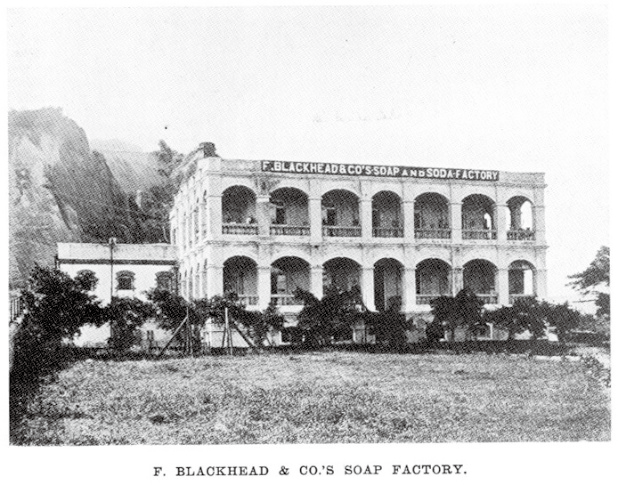 F. BLACKHEAD & CO'S·SOAP AND SODA·FACTORY
F. BLACKHEAD & CO.'S SOAP FACTORY.